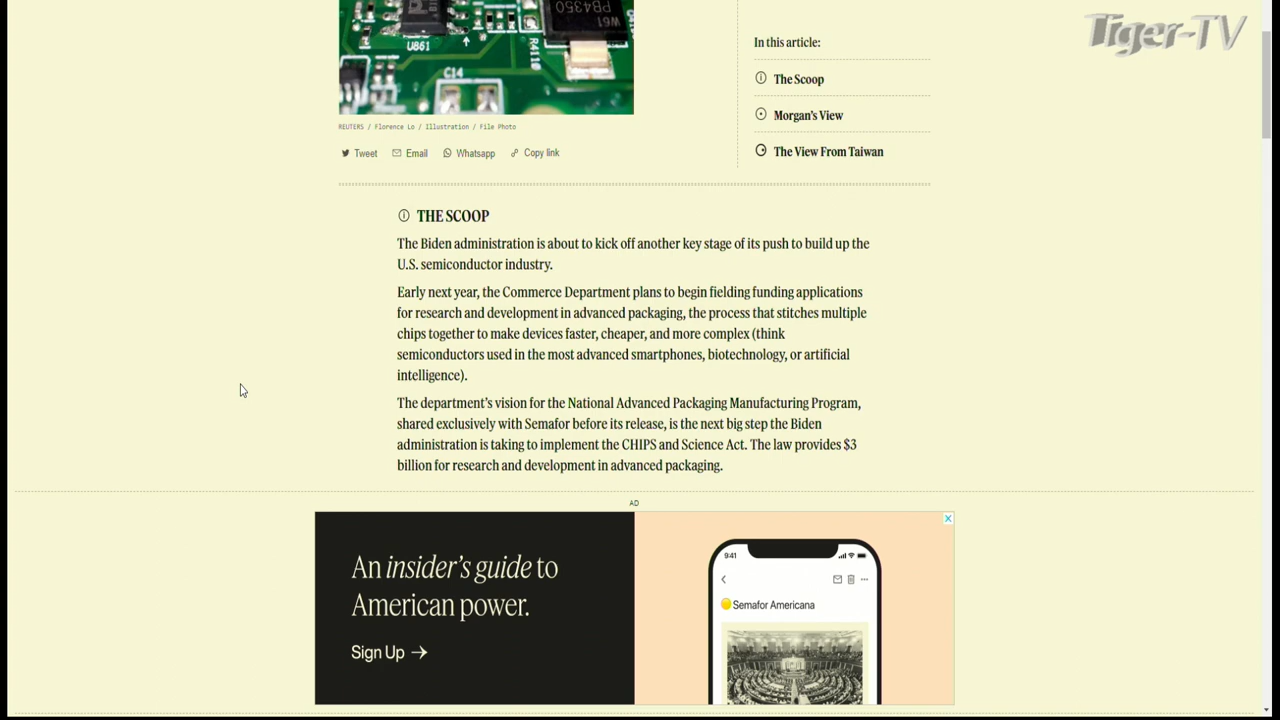 Tiger-TV
U861
W61
PB4350
R4110
C14
REUTERS / Florence Lo / Illustration / File Photo
Tweet
Email
Whatsapp
Copy link
In this article:
The Scoop
Morgan's View
The View From Taiwan
THE SCOOP
The Biden administration is about to kick off another key stage of its push to build up the
U.S. semiconductor industry.
Early next year, the Commerce Department plans to begin fielding funding applications
for research and development in advanced packaging, the process that stitches multiple
chips together to make devices faster, cheaper, and more complex (think
semiconductors used in the most advanced smartphones, biotechnology, or artificial
intelligence).
The department's vision for the National Advanced Packaging Manufacturing Program,
shared exclusively with Semafor before its release, is the next big step the Biden
administration is taking to implement the CHIPS and Science Act. The law provides $3
billion for research and development in advanced packaging.
AD
An insider's guide to
American power.
Sign Up →
9:41
Semafor Americana